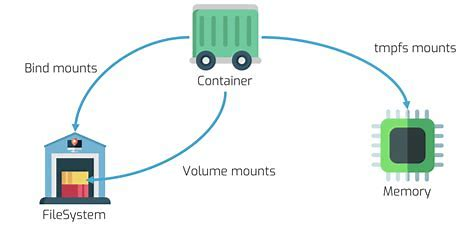 tmpfs mounts
Bind mounts
Container
Volume mounts
Memory
FileSystem